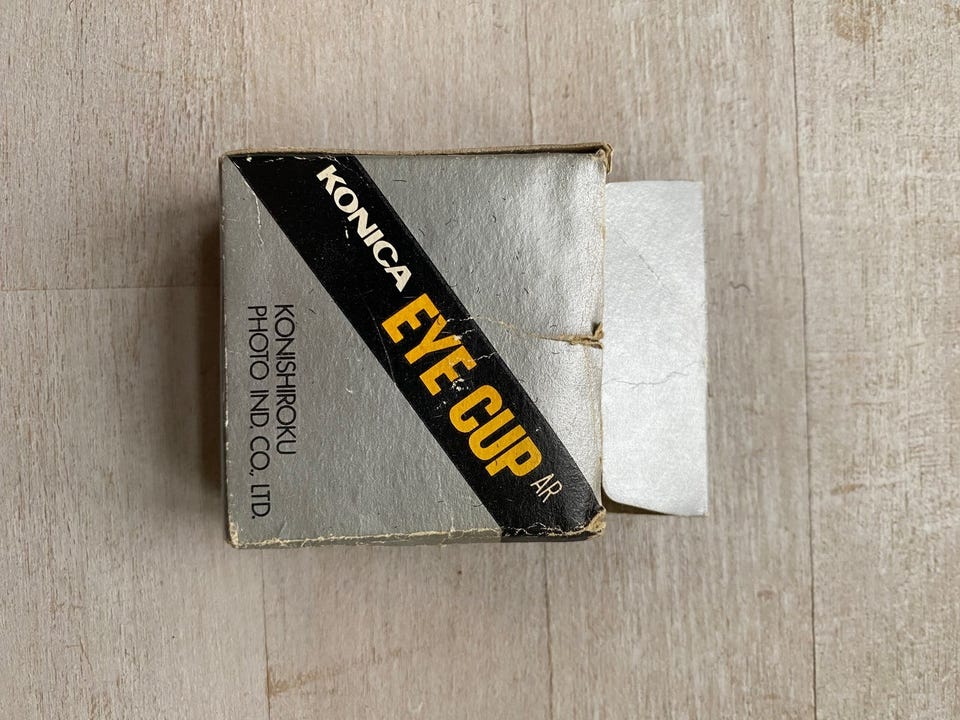 KONICA
EYE CUP AR
KONISHIROKU
PHOTO IND. CO., LTD.